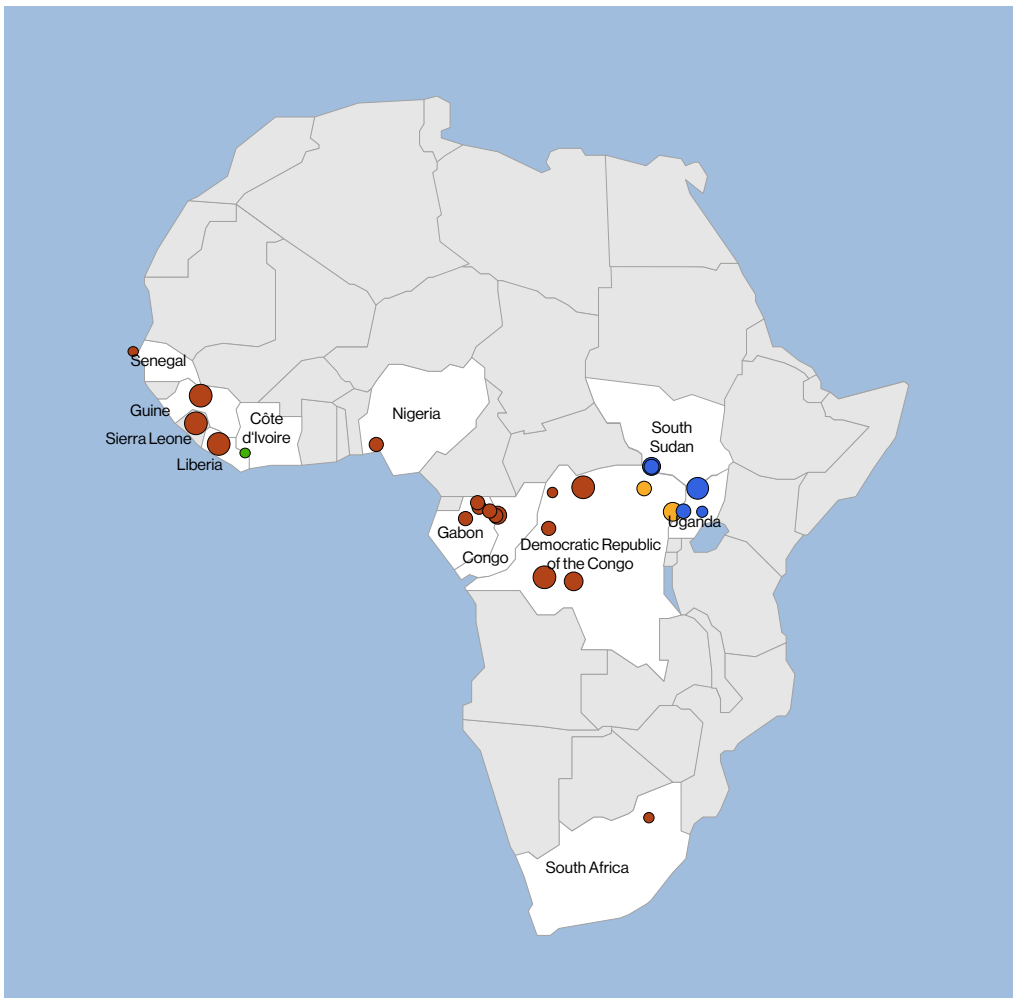 Senegal
Guine
Sierra Leone
Liberia
Côte
d'Ivoire
Nigeria
South
Sudan
Uganda
Gabon
Congo
Democratic Republic
of the Congo
South Africa